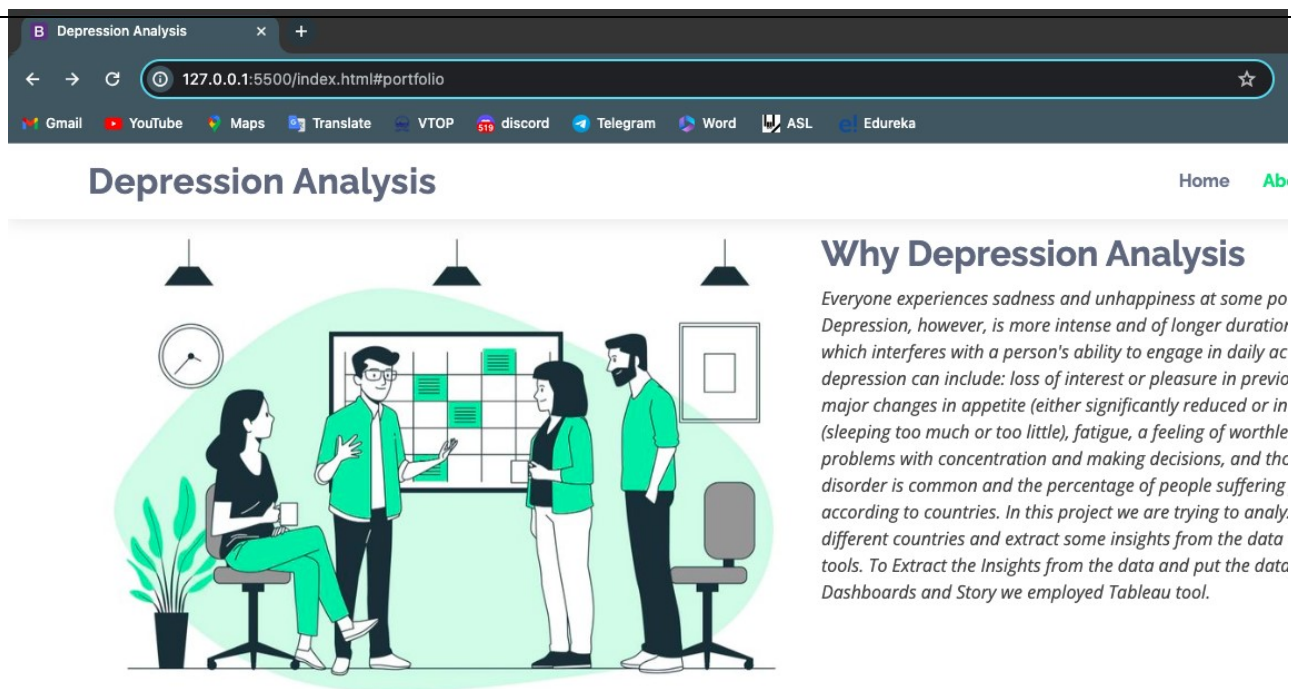 B Depression Analysis × +
127.0.0.1:5500/index.html#portfolio
Gmail YouTube Maps Translate VTOP 519 discord Telegram Word ASL e! Edureka
Depression Analysis Home Abo
Why Depression Analysis
Everyone experiences sadness and unhappiness at some po
Depression, however, is more intense and of longer duration
which interferes with a person's ability to engage in daily ac
depression can include: loss of interest or pleasure in previo
major changes in appetite (either significantly reduced or in
(sleeping too much or too little), fatigue, a feeling of worthle
problems with concentration and making decisions, and tho
disorder is common and the percentage of people suffering
according to countries. In this project we are trying to analy
different countries and extract some insights from the data
tools. To Extract the Insights from the data and put the data
Dashboards and Story we employed Tableau tool.